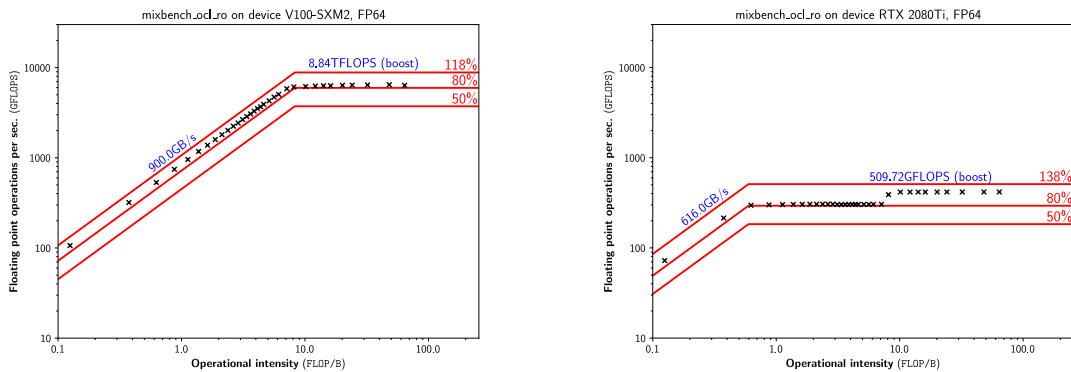 mixbench_ocl_ro on device V100-SXM2, FP64
Floating point operations per sec. (GFLOPS)
10000
1000
100
10
900.0GB/s
8.84TFLOPS (boost)
118%
80%
50%
0.1
1.0
10.0
100.0
Operational intensity (FLOP/B)
mixbench_ocl_ro on device RTX 2080Ti, FP64
Floating point operations per sec. (GFLOPS)
10000
1000
100
10
616.0GB/s
509.72GFLOPS (boost)
138%
80%
50%
0.1
1.0
10.0
100.0
Operational intensity (FLOP/B)